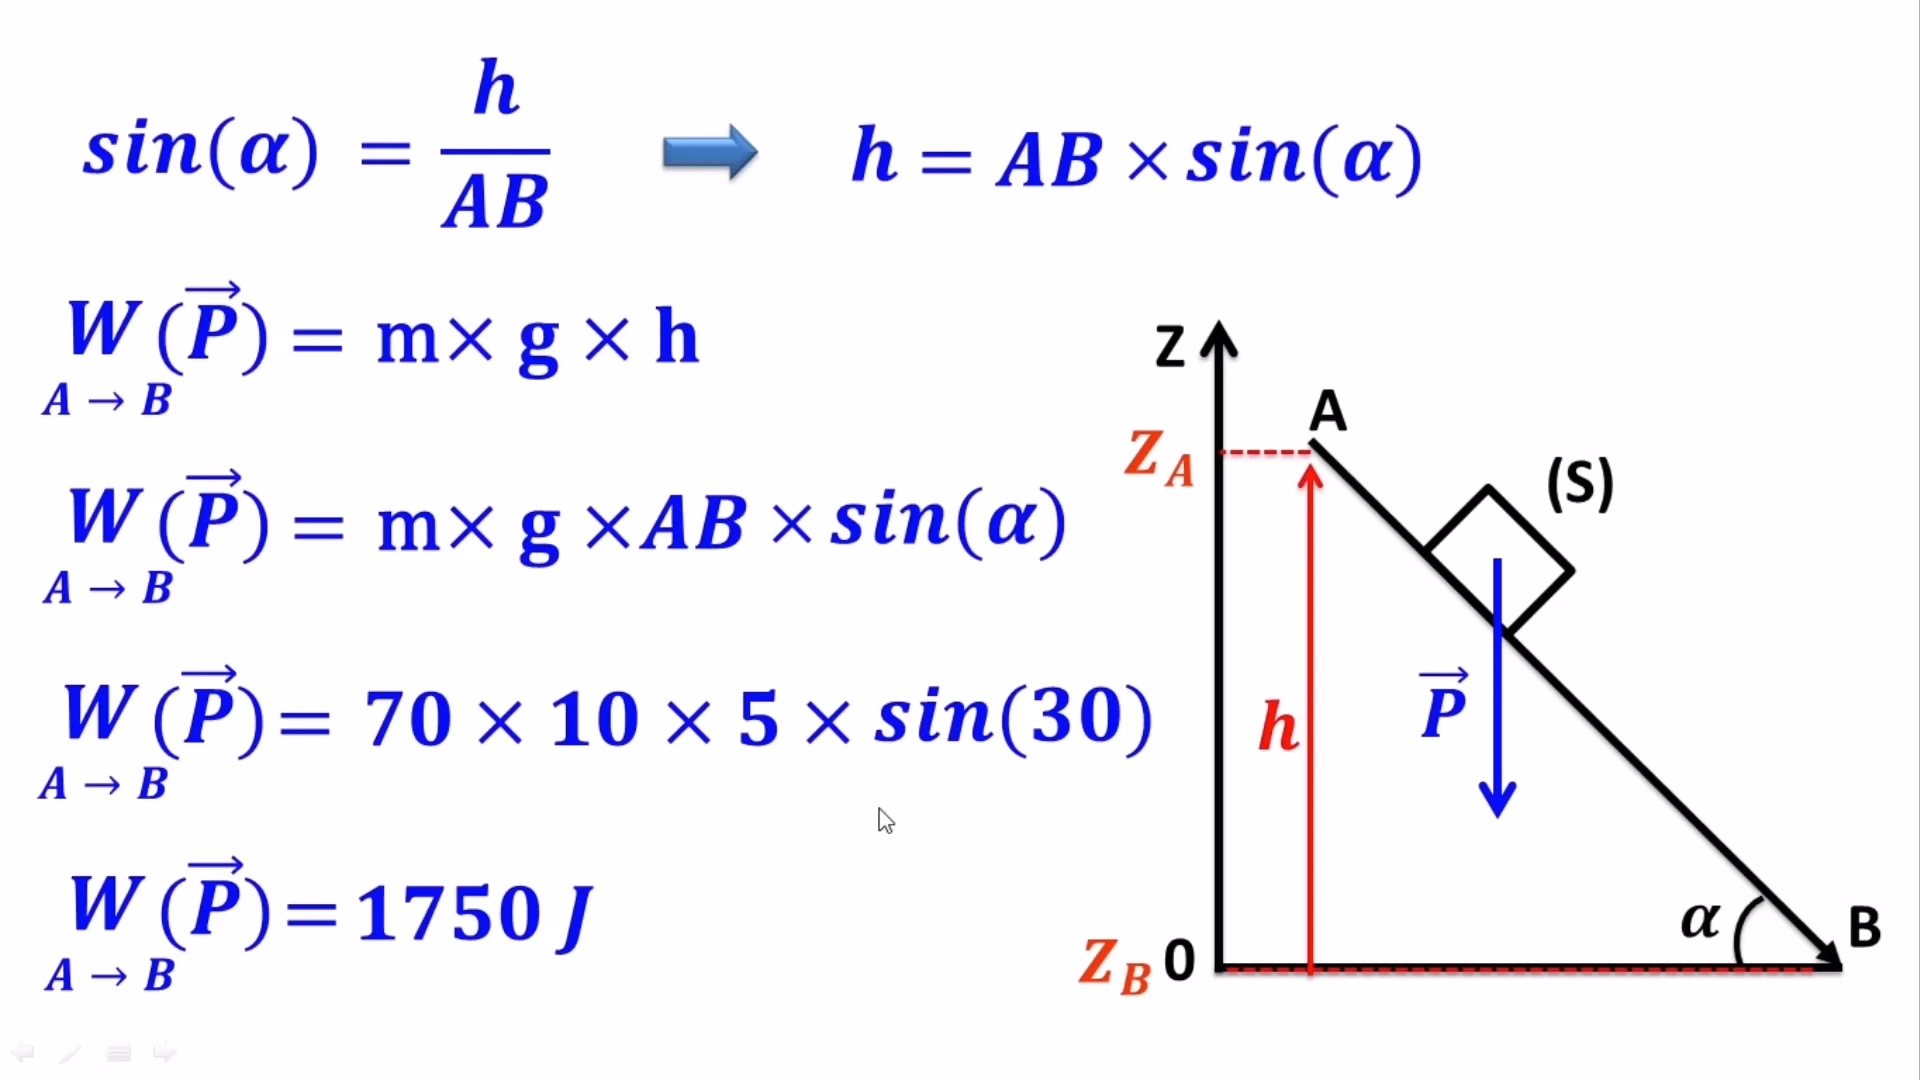 sin(α) = h/AB
h = AB × sin(α)
W(P⃗) = m × g × h
A → B
W(P⃗) = m × g × AB × sin(α)
A → B
W(P⃗) = 70 × 10 × 5 × sin(30)
A → B
W(P⃗) = 1750 J
A → B
Z
A
Z_A
(S)
h
P⃗
α
B
Z_B
0